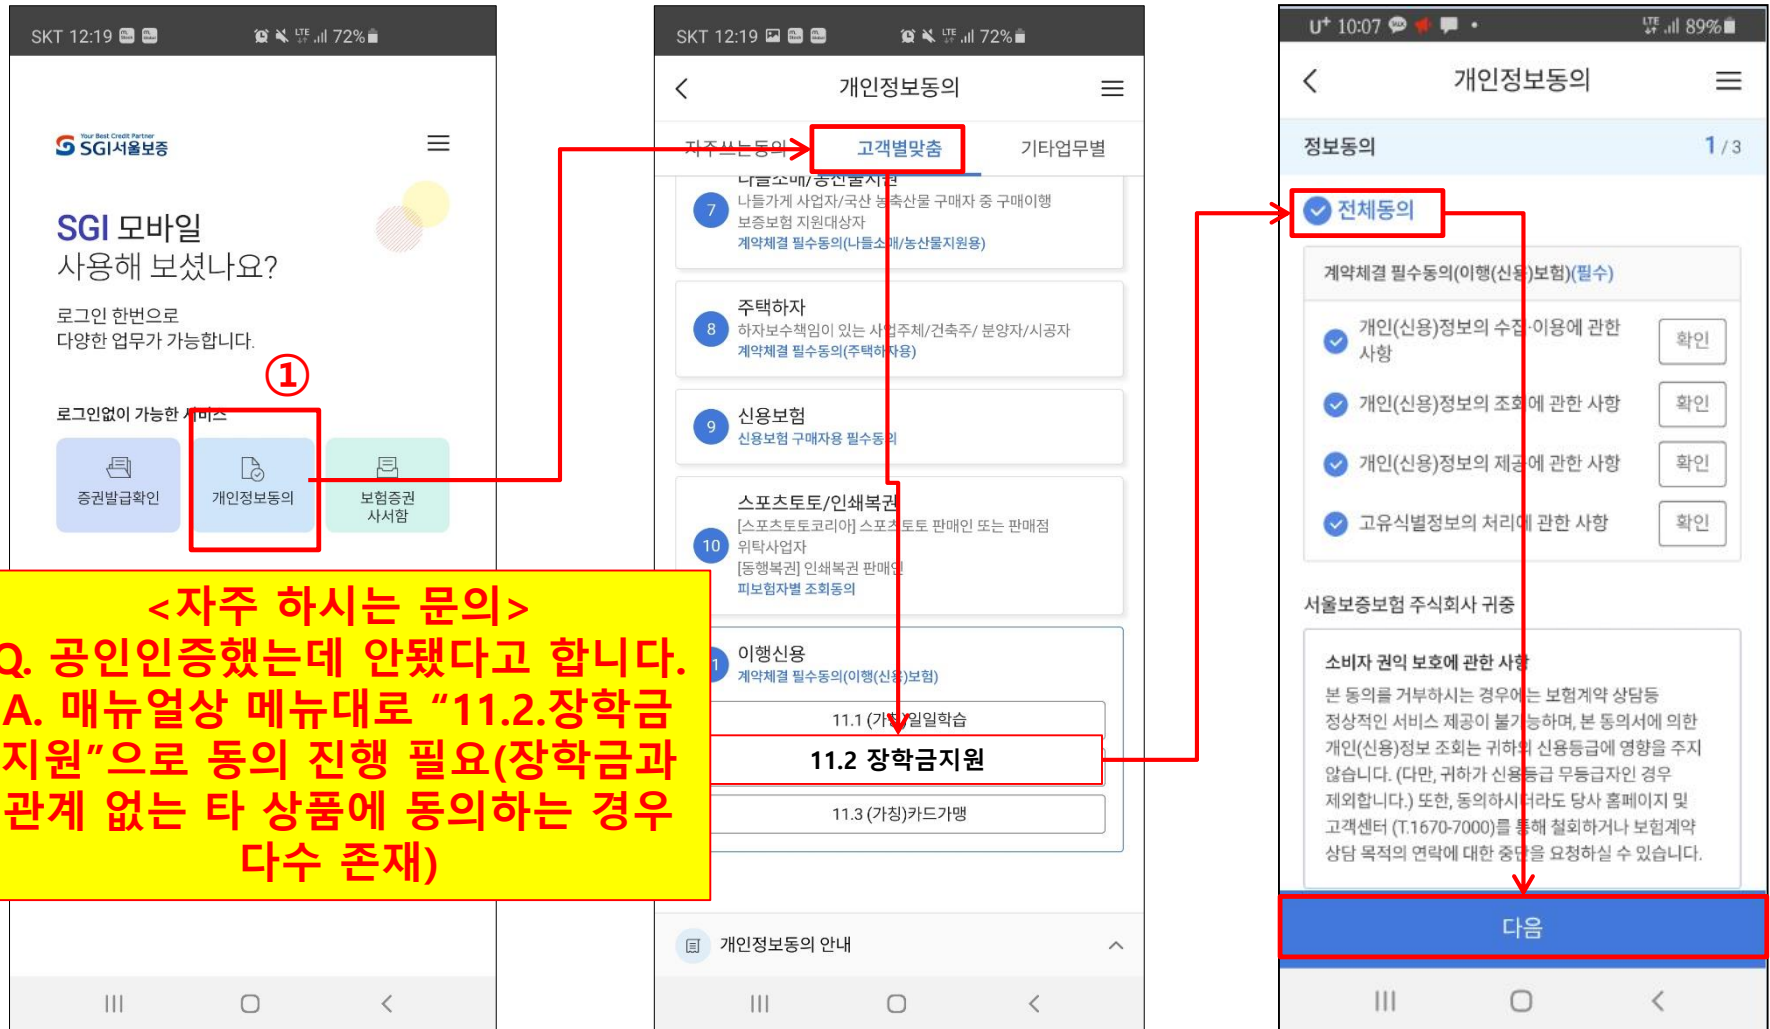 SKT 12:19
LTE 72%
Your Best Credit Partner
SGI서울보증
SGI 모바일
사용해 보셨나요?
로그인 한번으로
다양한 업무가 가능합니다.
①
로그인없이 가능한 서비스
증권발급확인
개인정보동의
보험증권
사서함
<자주 하시는 문의>
Q. 공인인증했는데 안됐다고 합니다.
A. 매뉴얼상 메뉴대로 “11.2.장학금
지원”으로 동의 진행 필요(장학금과
관계 없는 타 상품에 동의하는 경우
다수 존재)
SKT 12:19
LTE 72%
개인정보동의
자주쓰는동의
고객별맞춤
기타업무별
나들소매/농산물지원
7
나들가게 사업자/국산 농축산물 구매자 중 구매이행
보증보험 지원대상자
계약체결 필수동의(나들소매/농산물지원용)
주택하자
8
하자보수책임이 있는 사업주체/건축주/ 분양자/시공자
계약체결 필수동의(주택하자용)
신용보험
9
신용보험 구매자용 필수동의
스포츠토토/인쇄복권
[스포츠토토코리아] 스포츠토토 판매인 또는 판매점
10
위탁사업자
[동행복권] 인쇄복권 판매인
피보험자별 조회동의
이행신용
계약체결 필수동의(이행(신용)보험)
11.1 (가칭)일일학습
11.2 장학금지원
11.3 (가칭)카드가맹
개인정보동의 안내
U+ 10:07
LTE 89%
개인정보동의
정보동의
1 / 3
전체동의
계약체결 필수동의(이행(신용)보험)(필수)
개인(신용)정보의 수집·이용에 관한
사항
확인
개인(신용)정보의 조회에 관한 사항
확인
개인(신용)정보의 제공에 관한 사항
확인
고유식별정보의 처리에 관한 사항
확인
서울보증보험 주식회사 귀중
소비자 권익 보호에 관한 사항
본 동의를 거부하시는 경우에는 보험계약 상담등
정상적인 서비스 제공이 불가능하며, 본 동의서에 의한
개인(신용)정보 조회는 귀하의 신용등급에 영향을 주지
않습니다. (다만, 귀하가 신용등급 무등급자인 경우
제외합니다.) 또한, 동의하시더라도 당사 홈페이지 및
고객센터 (T.1670-7000)를 통해 철회하거나 보험계약
상담 목적의 연락에 대한 중단을 요청하실 수 있습니다.
다음